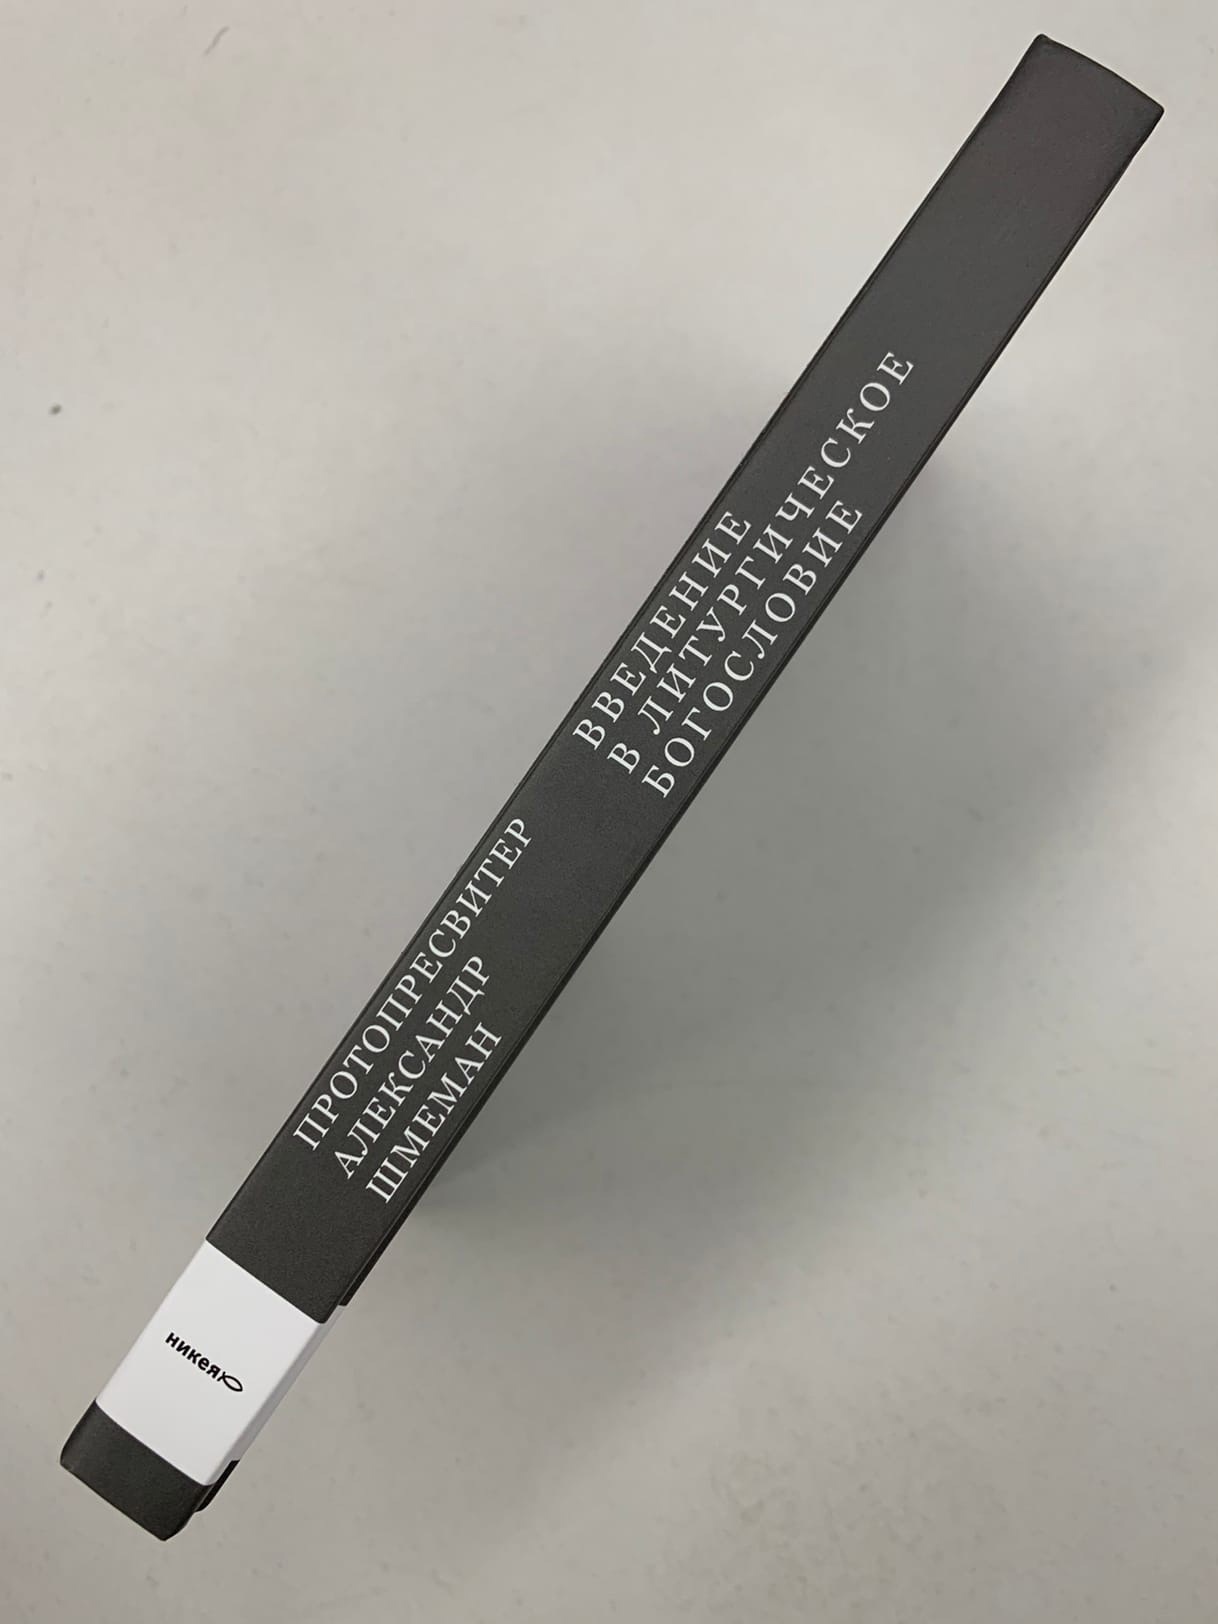 ПРОТОПРЕСВИТЕР
АЛЕКСАНДР
ШМЕМАН
ВВЕДЕНИЕ
В ЛИТУРГИЧЕСКОЕ
БОГОСЛОВИЕ
никея